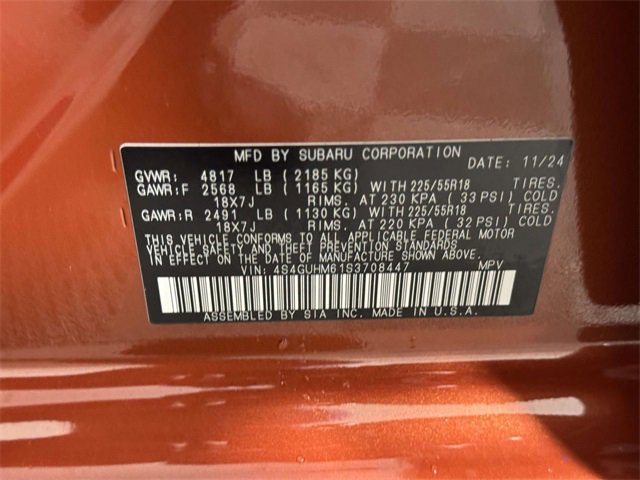 MFD BY SUBARU CORPORATION DATE: 11/24
GVWR: 4817 LB ( 2185 KG)
GAWR:F 2568 LB ( 1165 KG) WITH 225/55R18 TIRES.
18X7J RIMS. AT 230 KPA ( 33 PSI) COLD
GAWR:R 2491 LB ( 1130 KG) WITH 225/55R18 TIRES.
18X7J RIMS. AT 220 KPA ( 32 PSI) COLD
THIS VEHICLE CONFORMS TO ALL APPLICABLE FEDERAL MOTOR
VEHICLE SAFETY AND THEFT PREVENTION STANDARDS
IN EFFECT ON THE DATE OF MANUFACTURE SHOWN ABOVE.
VIN: 4S4GUHM61S3708447 MPV
ASSEMBLED BY SIA INC. MADE IN U.S.A.